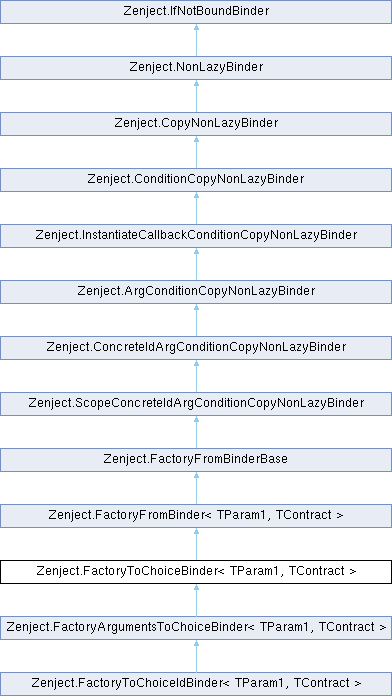 Zenject.IfNotBoundBinder
Zenject.NonLazyBinder
Zenject.CopyNonLazyBinder
Zenject.ConditionCopyNonLazyBinder
Zenject.InstantiateCallbackConditionCopyNonLazyBinder
Zenject.ArgConditionCopyNonLazyBinder
Zenject.ConcreteIdArgConditionCopyNonLazyBinder
Zenject.ScopeConcreteIdArgConditionCopyNonLazyBinder
Zenject.FactoryFromBinderBase
Zenject.FactoryFromBinder< TParam1, TContract >
Zenject.FactoryToChoiceBinder< TParam1, TContract >
Zenject.FactoryArgumentsToChoiceBinder< TParam1, TContract >
Zenject.FactoryToChoiceIdBinder< TParam1, TContract >